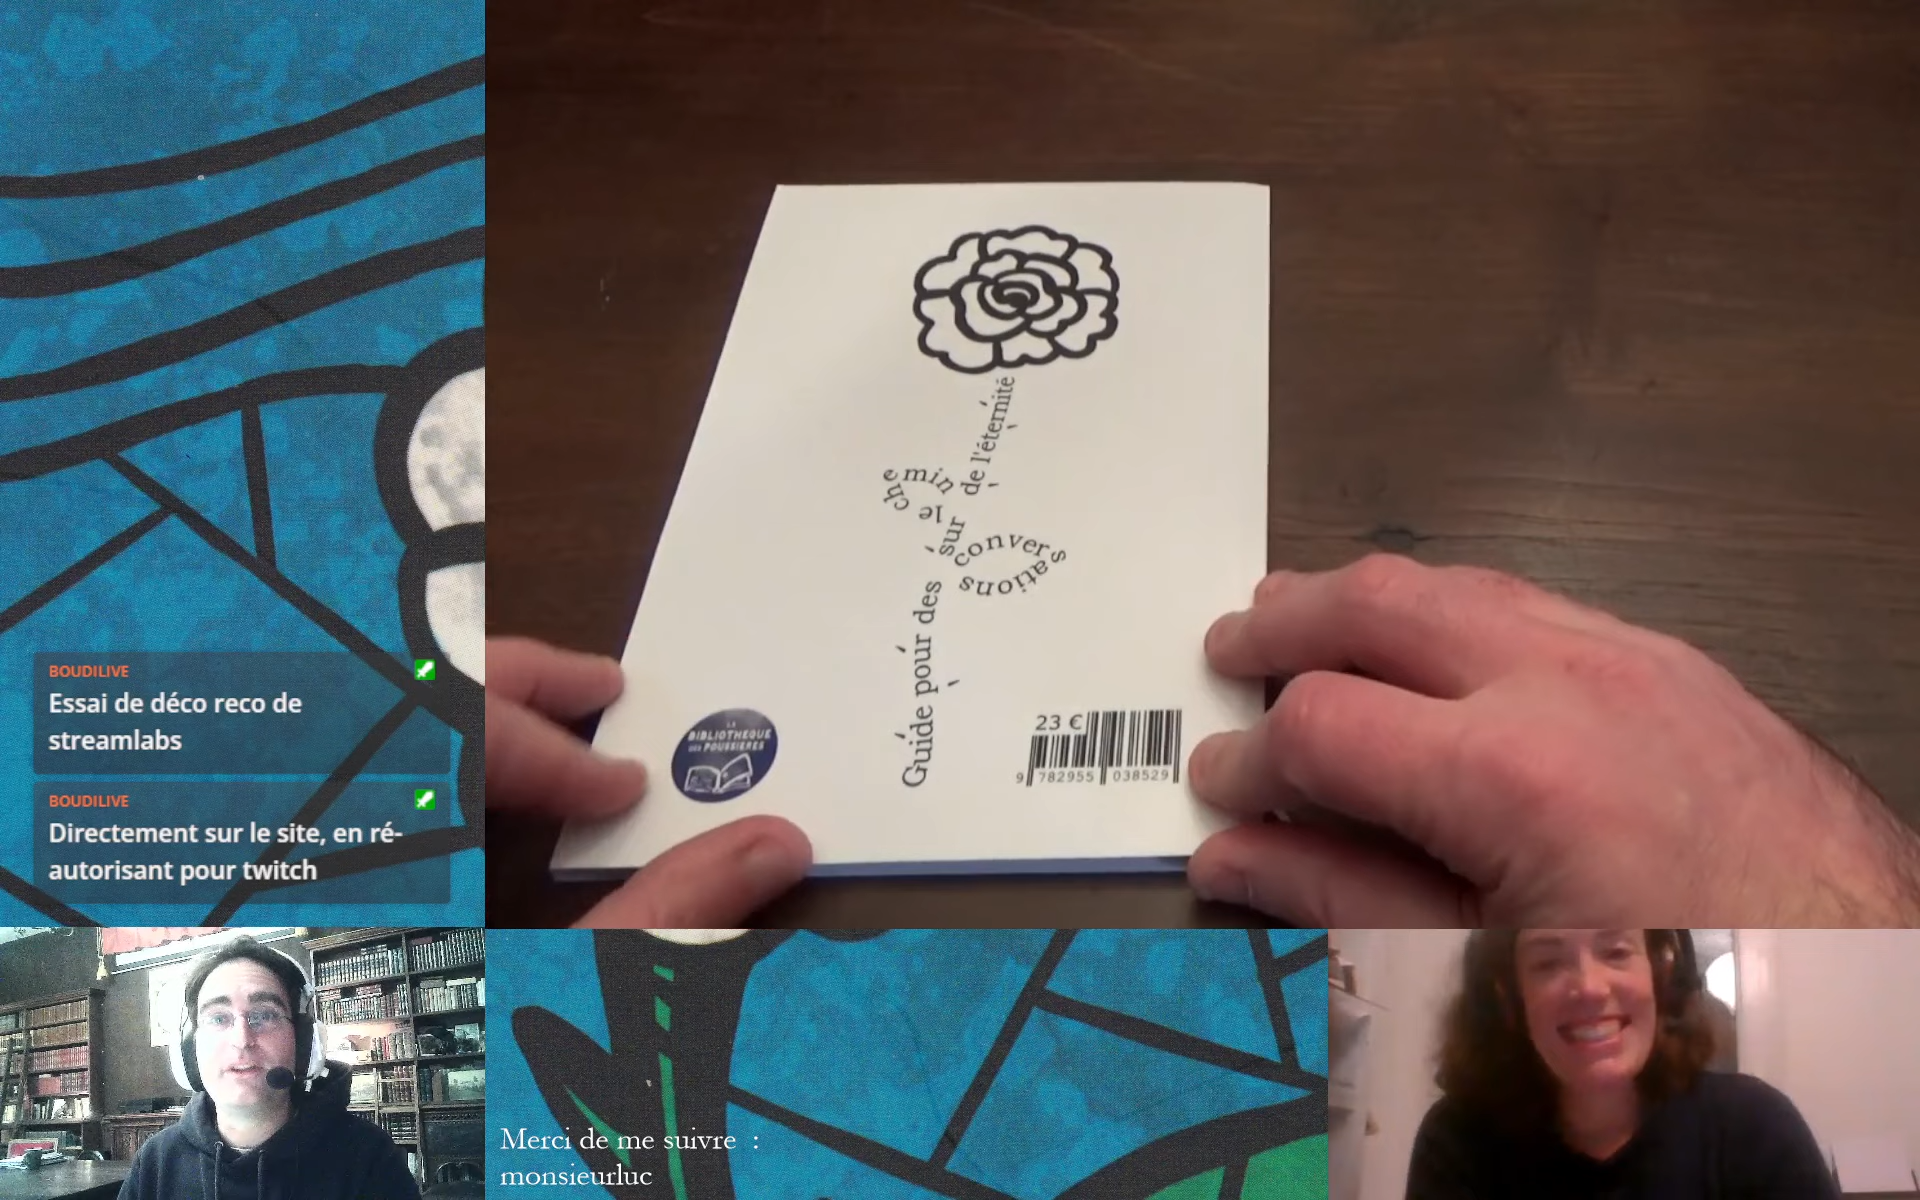 BOUDILIVE
Essai de déco reco de
streamlabs
BOUDILIVE
Directement sur le site, en ré-
autorisant pour twitch
Guide pour des
conversations
sur
le chemin
de l'éternité
LA
BIBLIOTHEQUE
DES POUSSIERES
23 €
9 782955 038529
Merci de me suivre :
monsieurluc